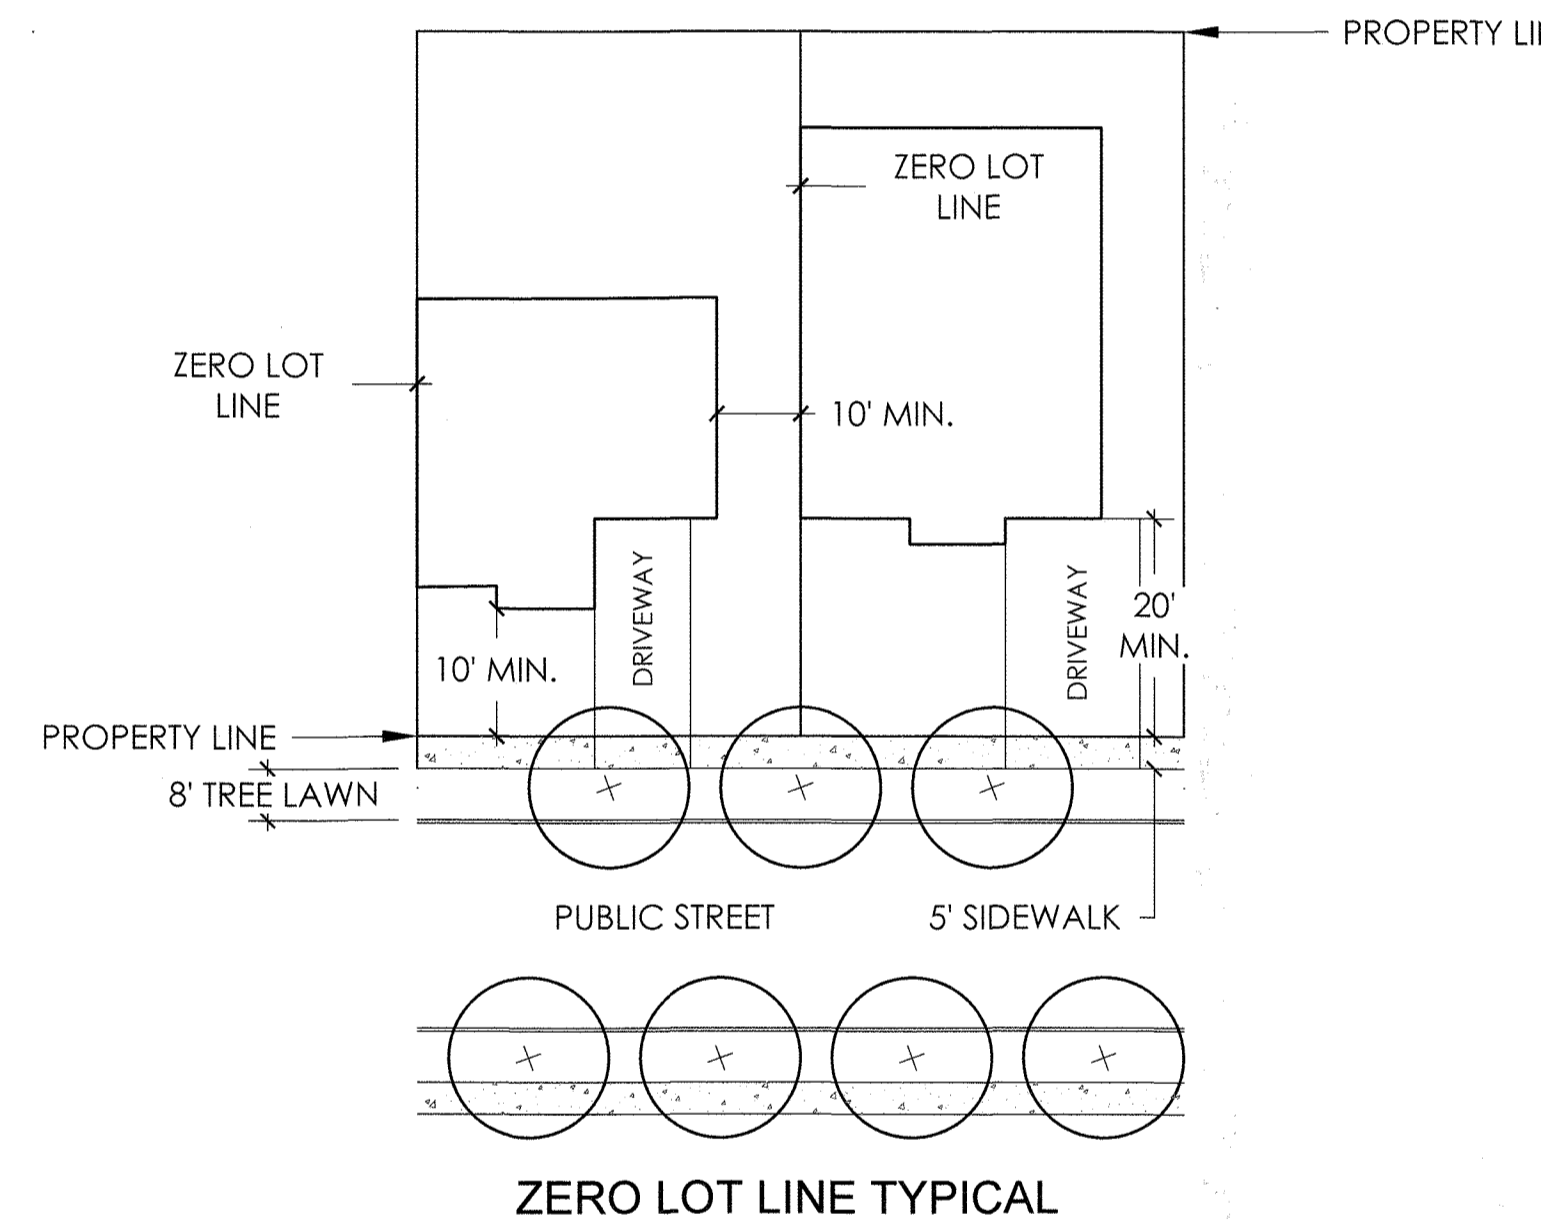 PROPERTY
ZERO LOT
LINE
ZERO LOT
LINE
10' MIN.
DRIVEWAY
DRIVEWAY
20'
MIN.
10' MIN.
PROPERTY LINE
8' TREE LAWN
PUBLIC STREET
5' SIDEWALK
ZERO LOT LINE TYPICAL